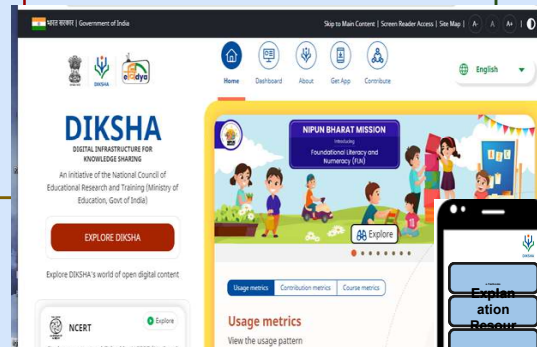 भारत सरकार | Government of India
Skip to Main Content | Screen Reader Access | Site Map | A- A A+
DIKSHA
Home
Dashboard
About
Get App
Contribute
English
DIKSHA
DIGITAL INFRASTRUCTURE FOR
KNOWLEDGE SHARING
An initiative of the National Council of
Educational Research and Training (Ministry of
Education, Govt of India)
EXPLORE DIKSHA
Explore DIKSHA's world of open digital content
NCERT
Explore
NIPUN BHARAT MISSION
Introducing
Foundational Literacy and
Numeracy (FLN)
Explore
Usage metrics
Contribution metrics
Course metrics
Usage metrics
View the usage pattern
Explan
ation
Resour